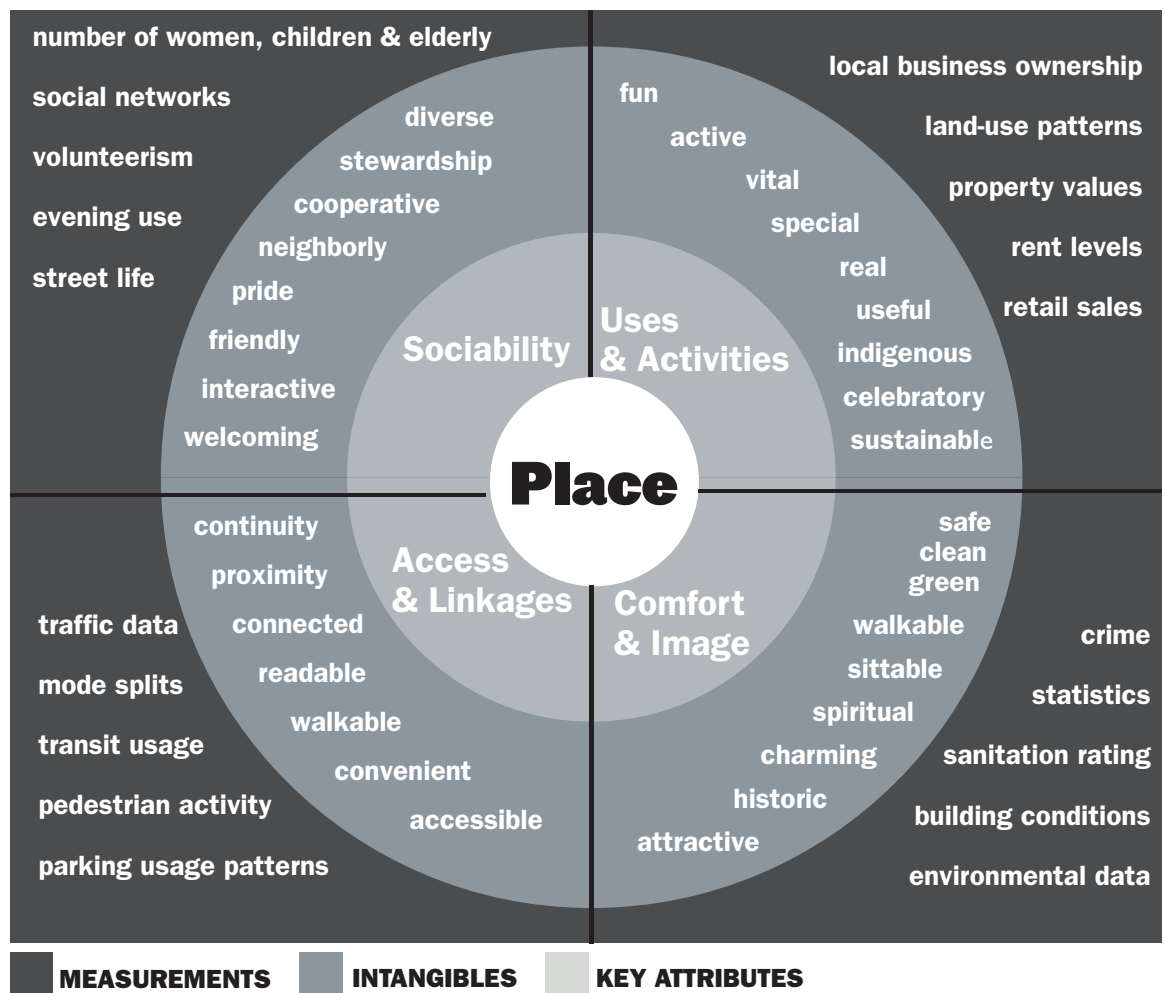 number of women, children & elderly
social networks
volunteerism
evening use
street life
diverse
stewardship
cooperative
neighborly
pride
friendly
interactive
welcoming
Sociability
fun
active
vital
special
real
useful
indigenous
celebratory
sustainable
Uses
& Activities
local business ownership
land-use patterns
property values
rent levels
retail sales
Place
continuity
proximity
connected
readable
walkable
convenient
accessible
Access
& Linkages
traffic data
mode splits
transit usage
pedestrian activity
parking usage patterns
Comfort
& Image
safe
clean
green
walkable
sittable
spiritual
charming
historic
attractive
crime
statistics
sanitation rating
building conditions
environmental data
MEASUREMENTS
INTANGIBLES
KEY ATTRIBUTES